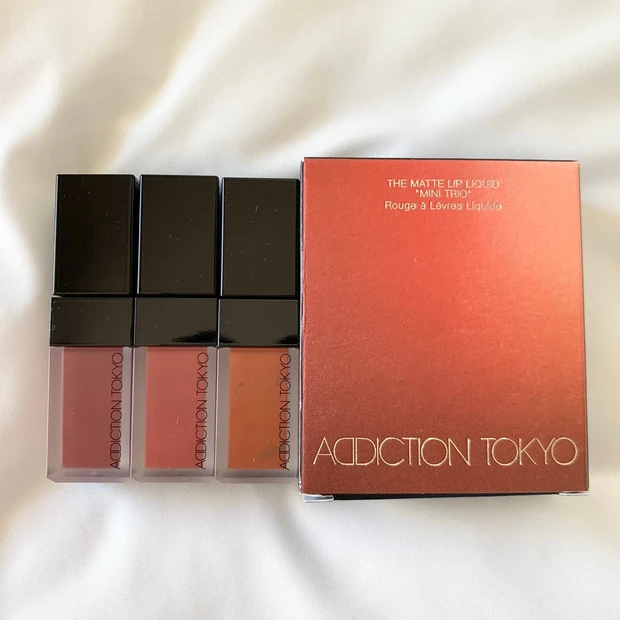 THE MATTE LIP LIQUID
"MINI TRIO"
Rouge à Lèvres Liquide
ADDICTION TOKYO
ADDICTION TOKYO
ADDICTION TOKYO
ADDICTION TOKYO